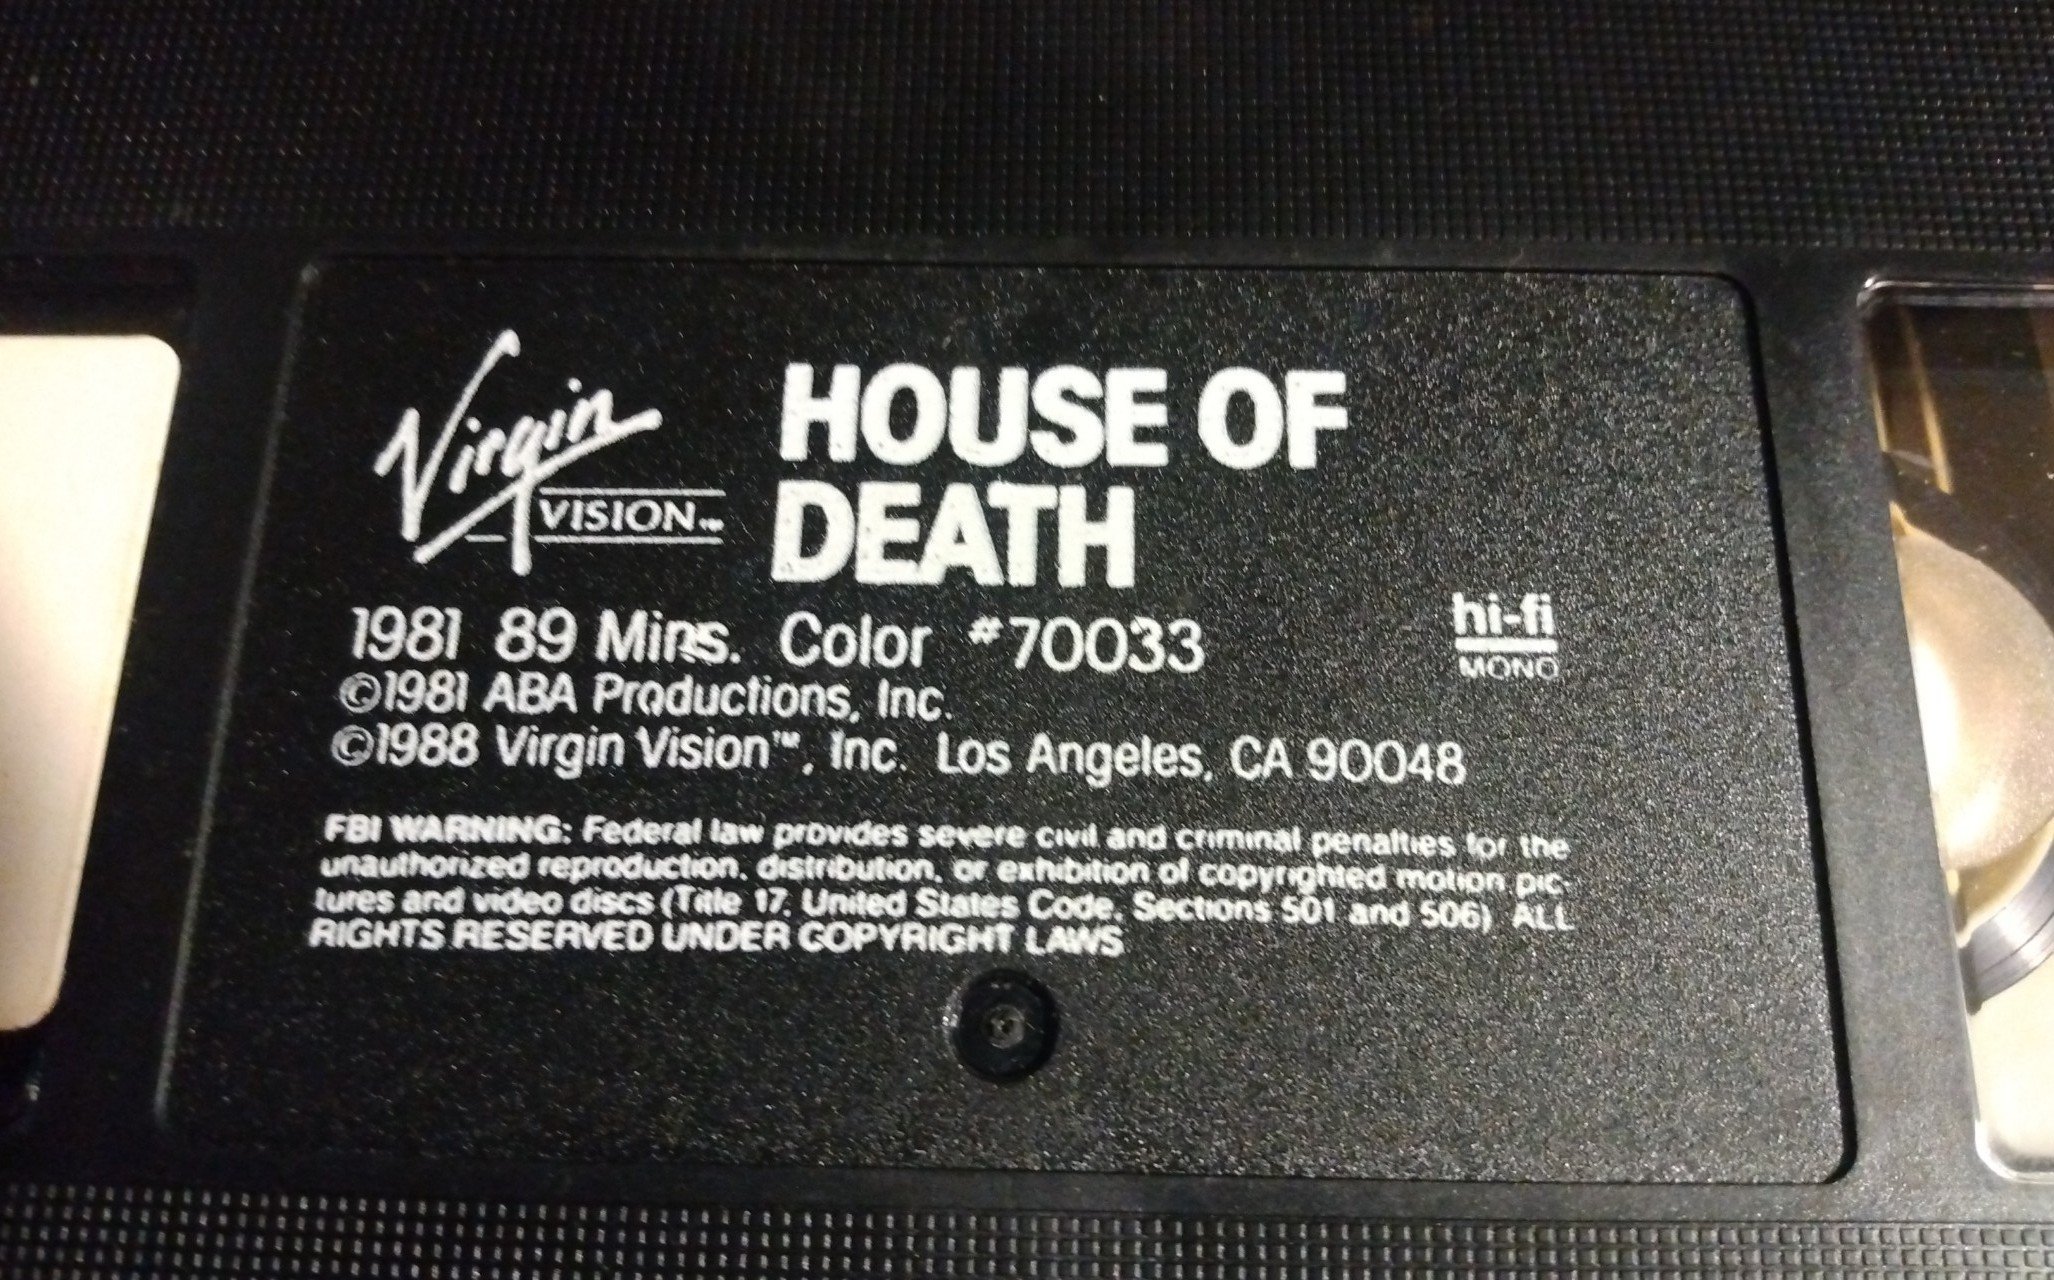 Virgin
VISION™
HOUSE OF
DEATH
1981 89 Mins. Color #70033
hi-fi
MONO
©1981 ABA Productions, Inc.
©1988 Virgin Vision™, Inc. Los Angeles, CA 90048
FBI WARNING: Federal law provides severe civil and criminal penalties for the
unauthorized reproduction, distribution, or exhibition of copyrighted motion pic-
tures and video discs (Title 17, United States Code, Sections 501 and 506) ALL
RIGHTS RESERVED UNDER COPYRIGHT LAWS